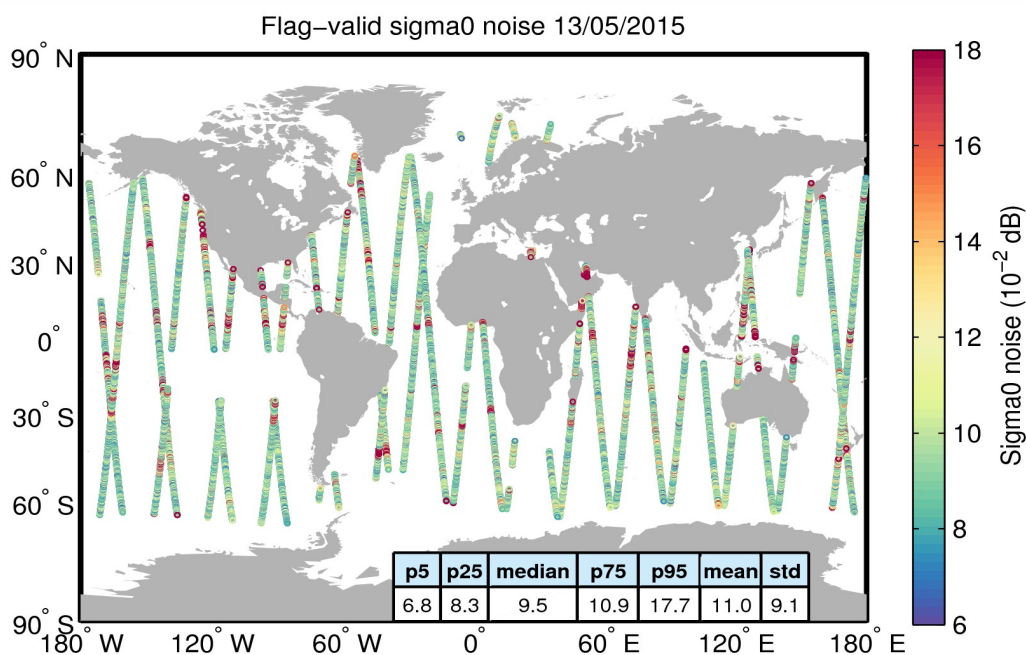 Flag-valid sigma0 noise 13/05/2015
90° N
60° N
30° N
0°
30° S
60° S
90° S
180° W
120° W
60° W
0°
60° E
120° E
180° E
p5 p25 median p75 p95 mean std
6.8 8.3 9.5 10.9 17.7 11.0 9.1
18
16
14
12
10
8
6
Sigma0 noise (10⁻² dB)